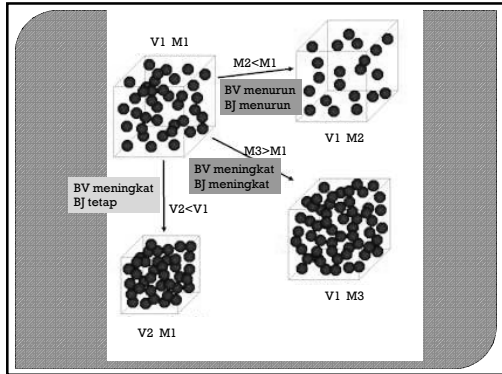 V1 M1
M2<M1
BV menurun
BJ menurun
V1 M2
M3>M1
BV meningkat
BJ meningkat
BV meningkat
BJ tetap
V2<V1
V1 M3
V2 M1